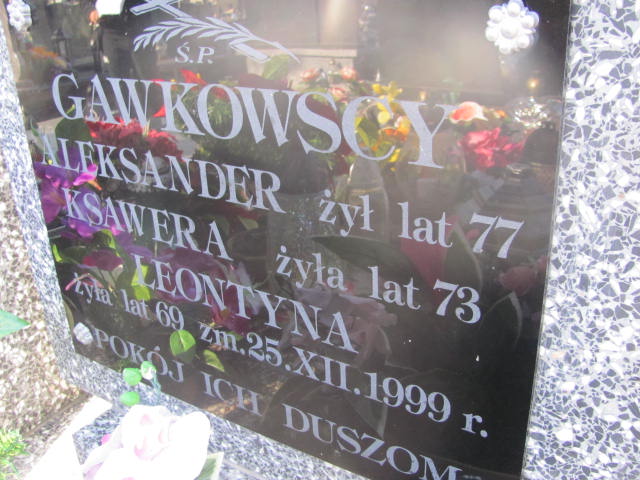 Ś.P.
GAWKOWSCY
ALEKSANDER żył lat 77
KSAWERA żyła lat 73
LEONTYNA
żyła lat 69 zm. 25.XII.1999 r.
POKÓJ ICH DUSZOM